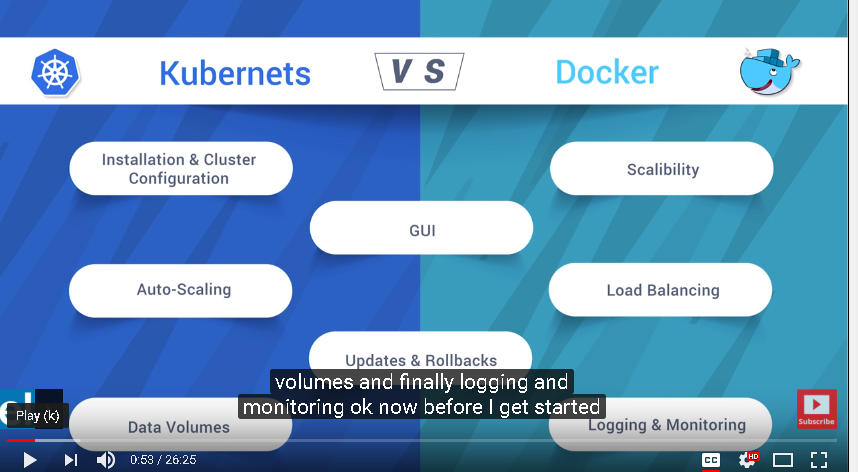 Kubernets
VS
Docker
Installation & Cluster
Configuration
Scalibility
GUI
Auto-Scaling
Load Balancing
Updates & Rollbacks
volumes and finally logging and
monitoring ok now before I get started
Play (k)
Subscribe
Data Volumes
Logging & Monitoring
0:53 / 26:25
CC
HD